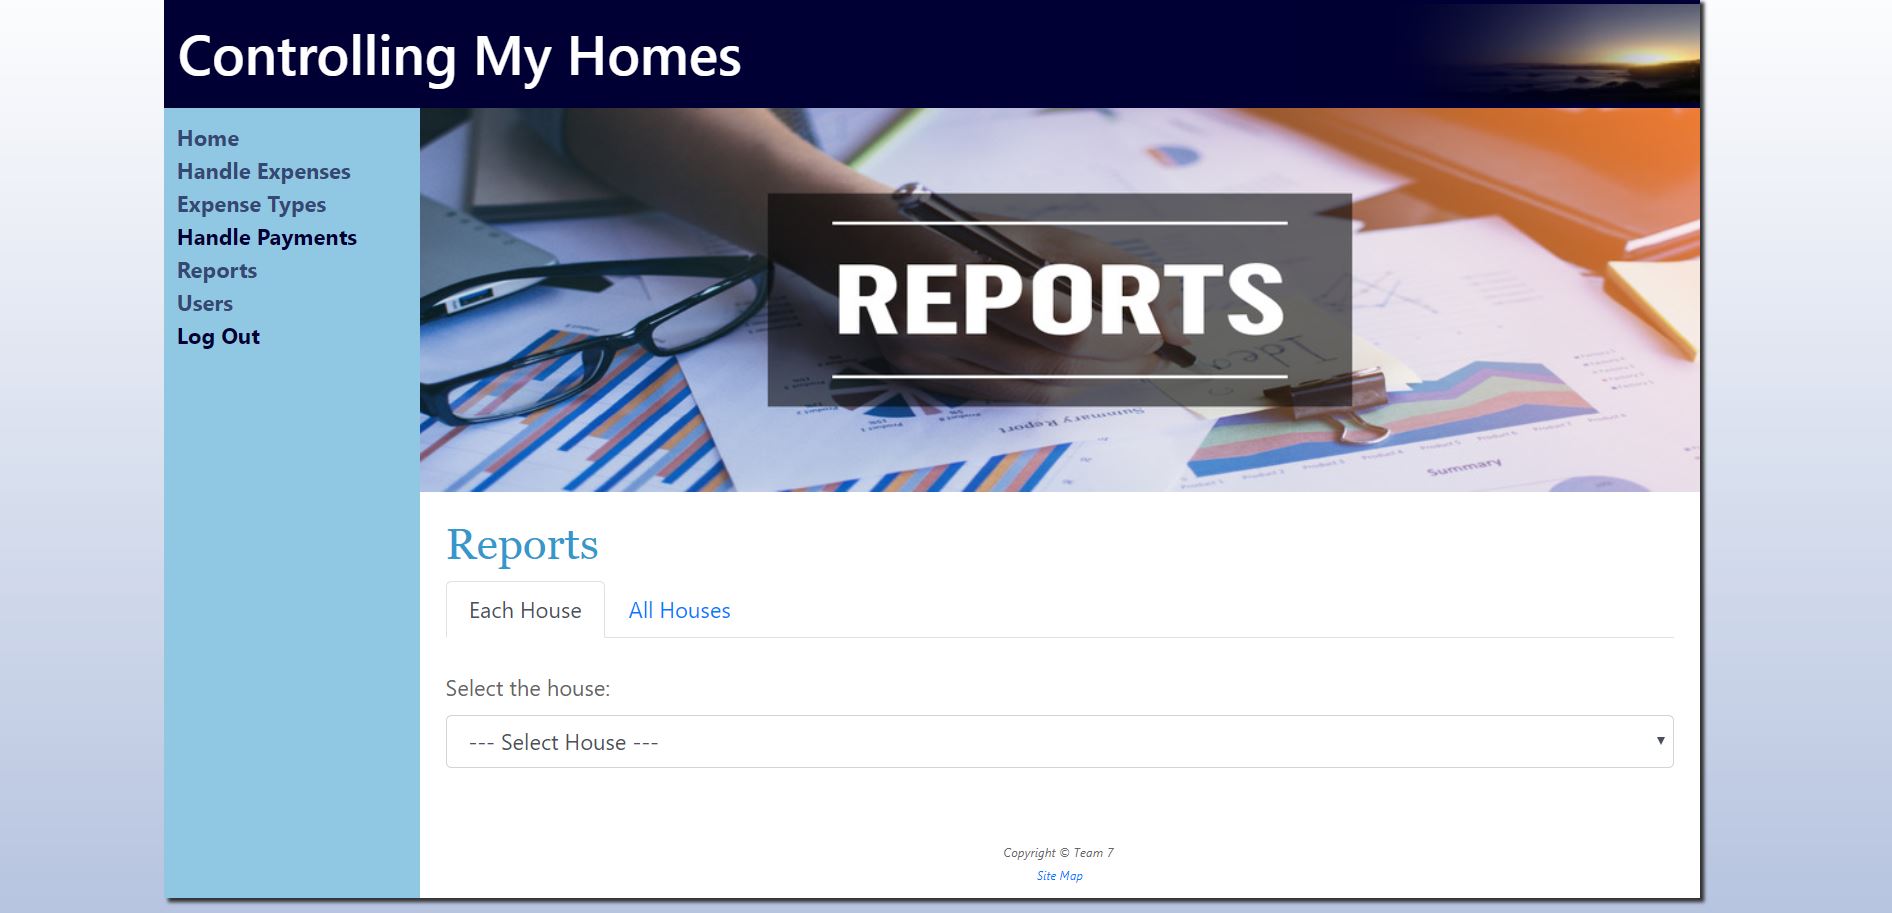 Controlling My Homes
Home
Handle Expenses
Expense Types
Handle Payments
Reports
Users
Log Out
REPORTS
Summary Report
Summary
Reports
Each House
All Houses
Select the house:
--- Select House ---
Copyright © Team 7
Site Map